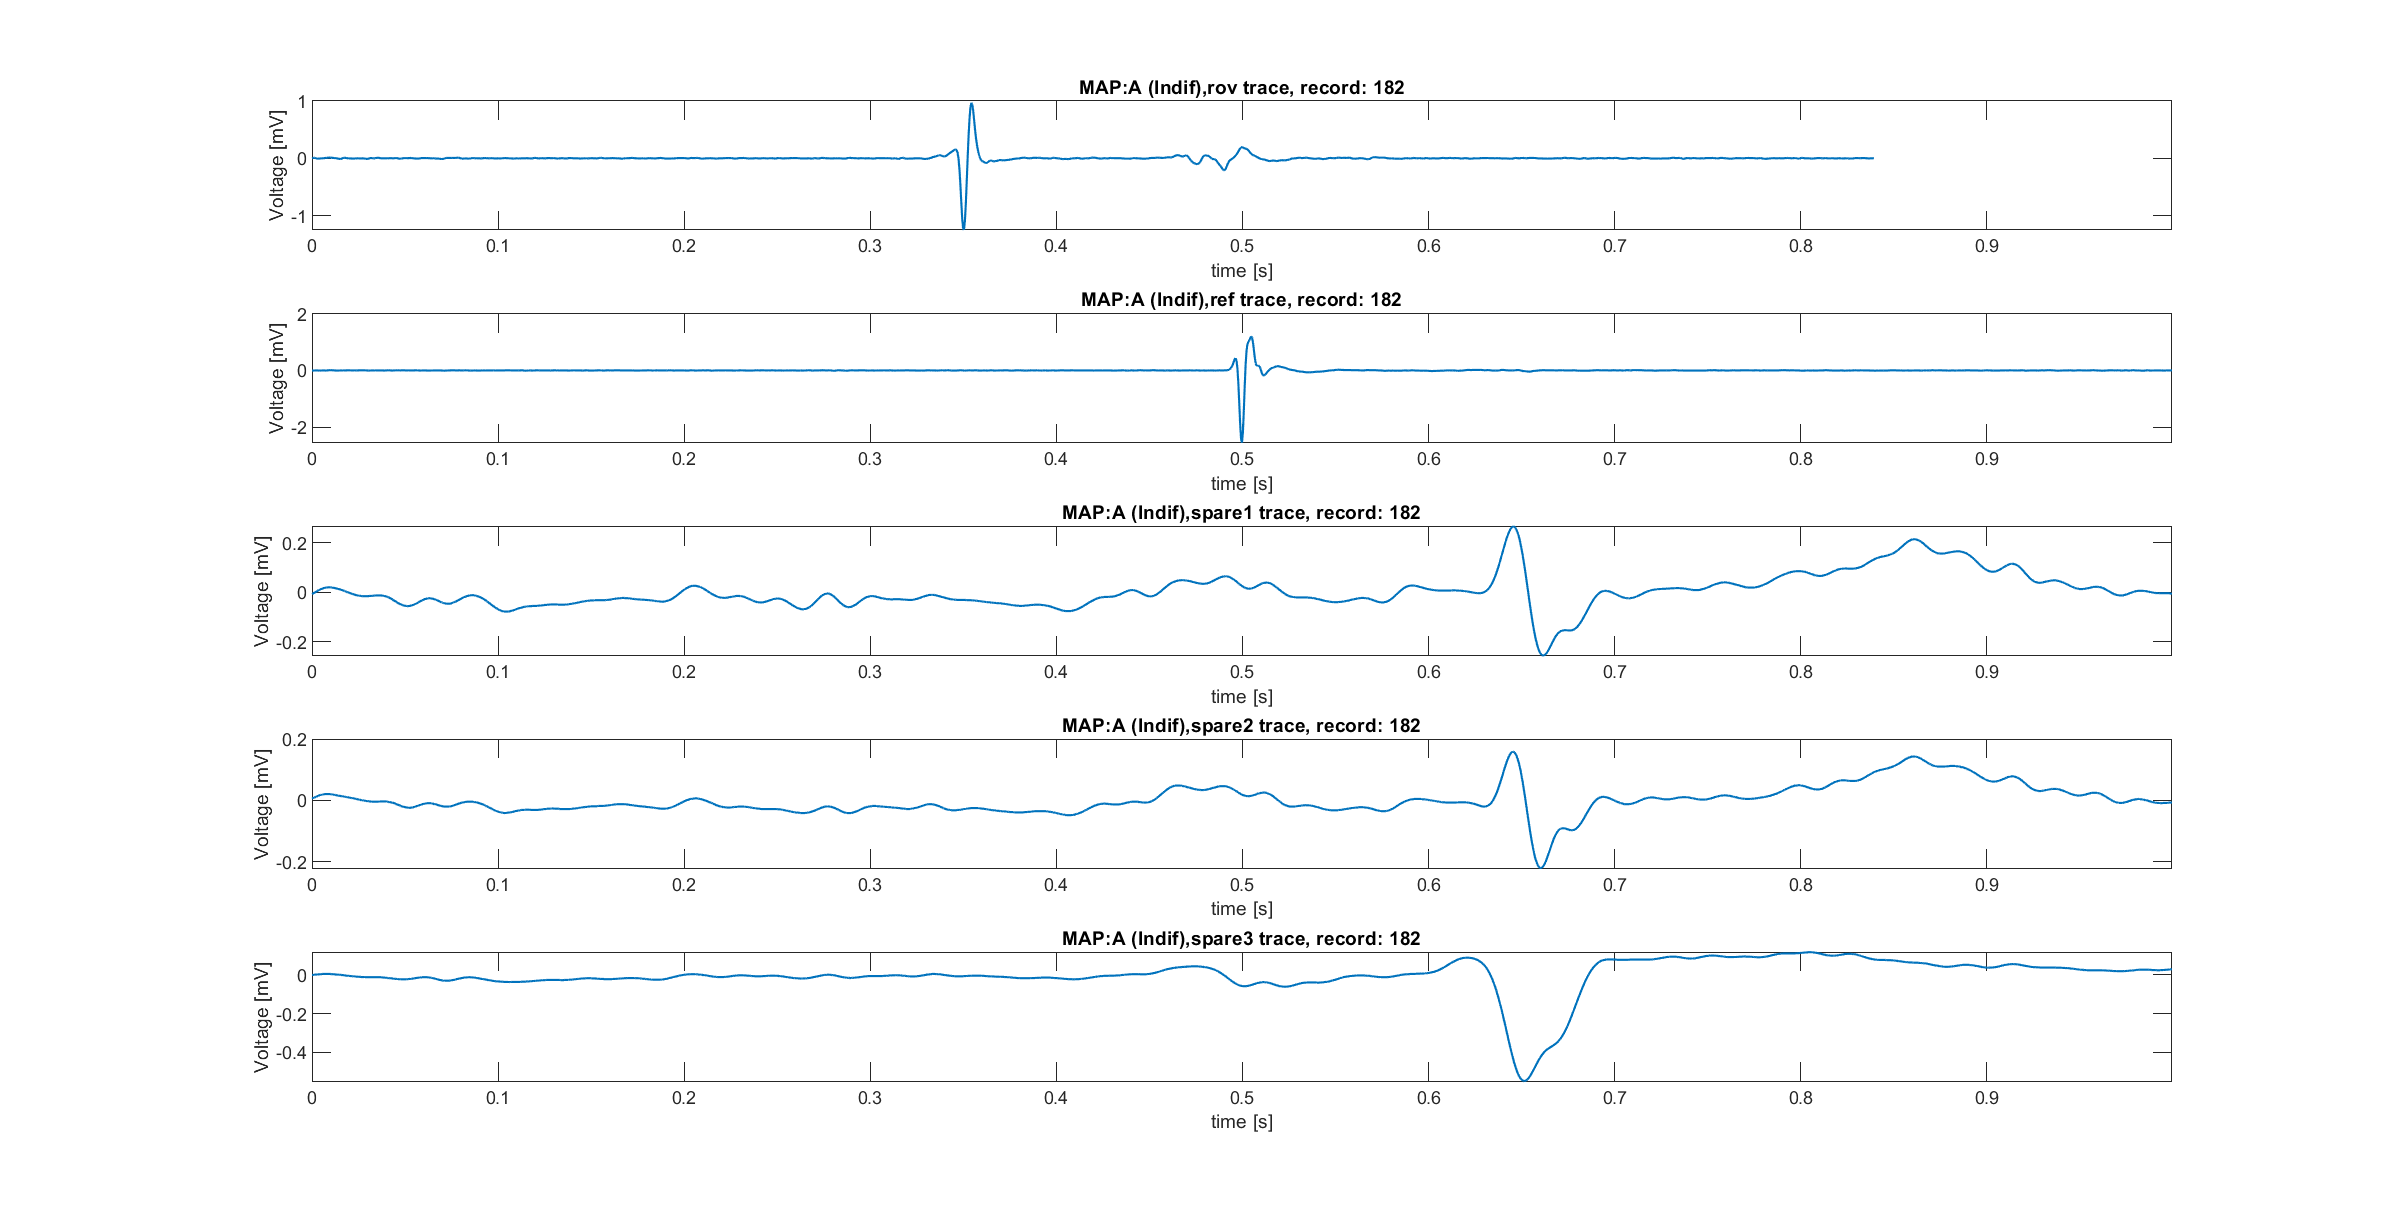 MAP:A (Indif),rov trace, record: 182
Voltage [mV]
1
0
-1
0 0.1 0.2 0.3 0.4 0.5 0.6 0.7 0.8 0.9
time [s]
MAP:A (Indif),ref trace, record: 182
Voltage [mV]
2
0
-2
0 0.1 0.2 0.3 0.4 0.5 0.6 0.7 0.8 0.9
time [s]
MAP:A (Indif),spare1 trace, record: 182
Voltage [mV]
0.2
0
-0.2
0 0.1 0.2 0.3 0.4 0.5 0.6 0.7 0.8 0.9
time [s]
MAP:A (Indif),spare2 trace, record: 182
Voltage [mV]
0.2
0
-0.2
0 0.1 0.2 0.3 0.4 0.5 0.6 0.7 0.8 0.9
time [s]
MAP:A (Indif),spare3 trace, record: 182
Voltage [mV]
0
-0.2
-0.4
0 0.1 0.2 0.3 0.4 0.5 0.6 0.7 0.8 0.9
time [s]